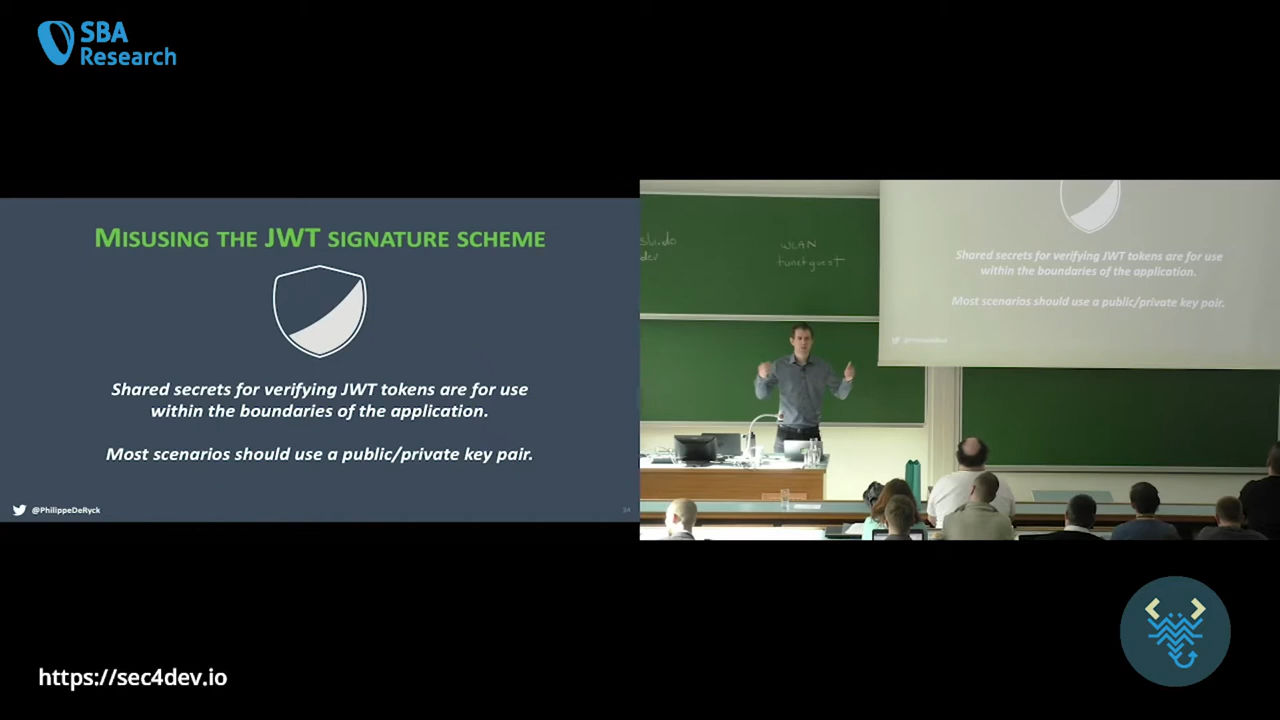 SBA
Research
MISUSING THE JWT SIGNATURE SCHEME
Shared secrets for verifying JWT tokens are for use
within the boundaries of the application.
Most scenarios should use a public/private key pair.
@PhilippeDeRyck
34
WLAN
tunetguest
Shared secrets for verifying JWT tokens are for use
within the boundaries of the application.
Most scenarios should use a public/private key pair.
https://sec4dev.io